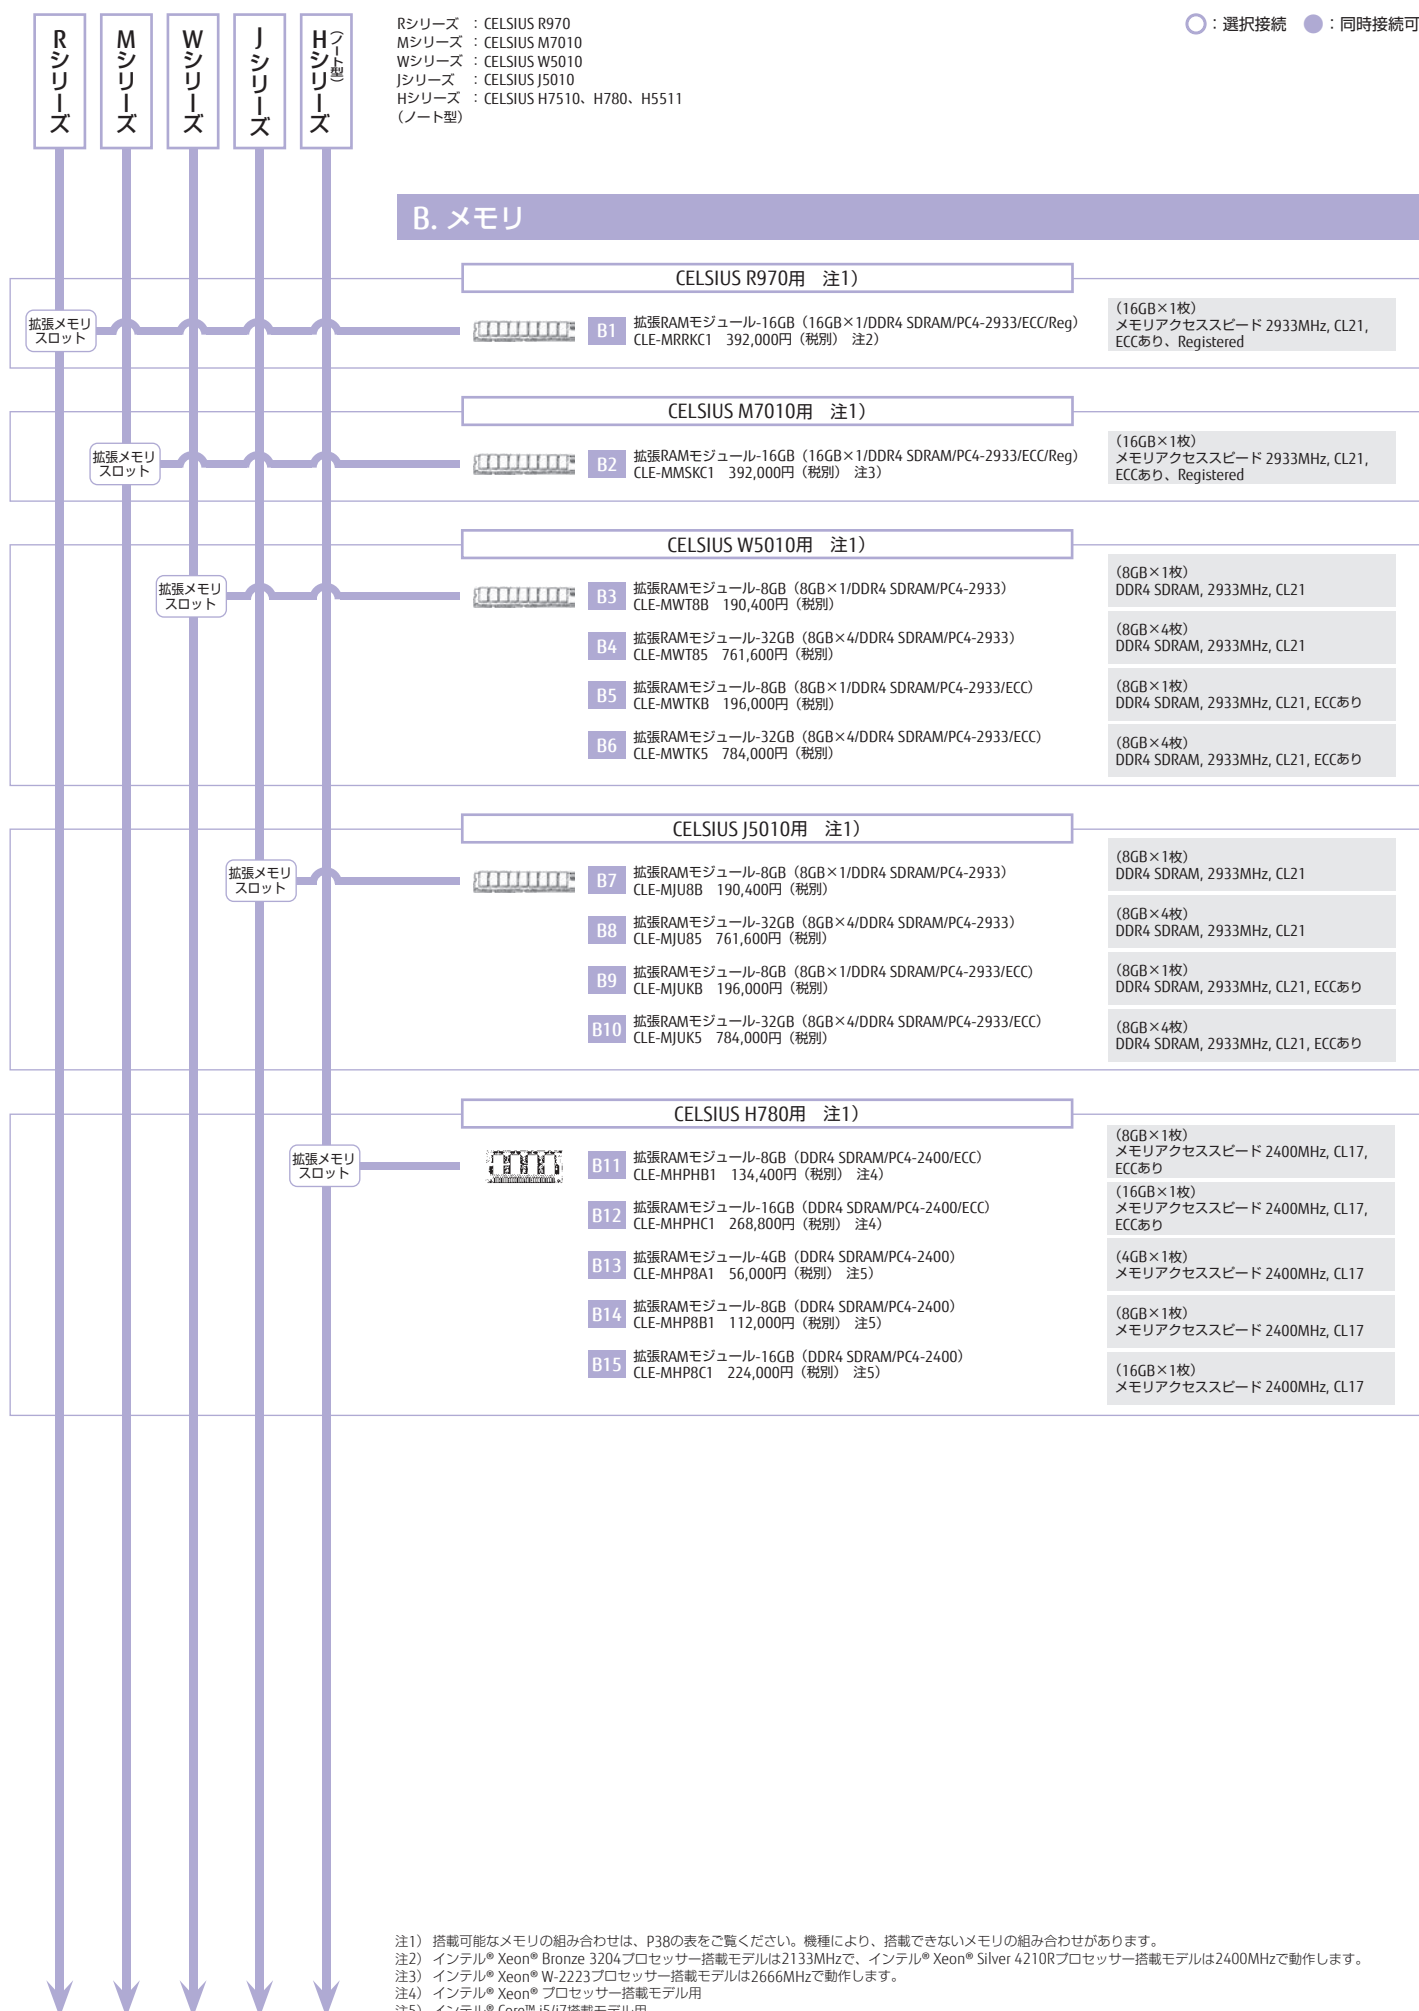 Rシリーズ
Mシリーズ
Wシリーズ
Jシリーズ
Hシリーズ（ノート型）
Rシリーズ ：CELSIUS R970
Mシリーズ ：CELSIUS M7010
Wシリーズ ：CELSIUS W5010
Jシリーズ ：CELSIUS J5010
Hシリーズ ：CELSIUS H7510、H780、H5511
（ノート型）
：選択接続 ：同時接続可
B. メモリ
CELSIUS R970用 注1）
拡張メモリ
スロット
B1
拡張RAMモジュール-16GB（16GB×1/DDR4 SDRAM/PC4-2933/ECC/Reg）
CLE-MRRKC1 392,000円（税別） 注2）
（16GB×1枚）
メモリアクセススピード 2933MHz, CL21,
ECCあり、Registered
CELSIUS M7010用 注1）
拡張メモリ
スロット
B2
拡張RAMモジュール-16GB（16GB×1/DDR4 SDRAM/PC4-2933/ECC/Reg）
CLE-MMSKC1 392,000円（税別） 注3）
（16GB×1枚）
メモリアクセススピード 2933MHz, CL21,
ECCあり、Registered
CELSIUS W5010用 注1）
拡張メモリ
スロット
B3
拡張RAMモジュール-8GB（8GB×1/DDR4 SDRAM/PC4-2933）
CLE-MWT8B 190,400円（税別）
（8GB×1枚）
DDR4 SDRAM, 2933MHz, CL21
B4
拡張RAMモジュール-32GB（8GB×4/DDR4 SDRAM/PC4-2933）
CLE-MWT85 761,600円（税別）
（8GB×4枚）
DDR4 SDRAM, 2933MHz, CL21
B5
拡張RAMモジュール-8GB（8GB×1/DDR4 SDRAM/PC4-2933/ECC）
CLE-MWTKB 196,000円（税別）
（8GB×1枚）
DDR4 SDRAM, 2933MHz, CL21, ECCあり
B6
拡張RAMモジュール-32GB（8GB×4/DDR4 SDRAM/PC4-2933/ECC）
CLE-MWTK5 784,000円（税別）
（8GB×4枚）
DDR4 SDRAM, 2933MHz, CL21, ECCあり
CELSIUS J5010用 注1）
拡張メモリ
スロット
B7
拡張RAMモジュール-8GB（8GB×1/DDR4 SDRAM/PC4-2933）
CLE-MJU8B 190,400円（税別）
（8GB×1枚）
DDR4 SDRAM, 2933MHz, CL21
B8
拡張RAMモジュール-32GB（8GB×4/DDR4 SDRAM/PC4-2933）
CLE-MJU85 761,600円（税別）
（8GB×4枚）
DDR4 SDRAM, 2933MHz, CL21
B9
拡張RAMモジュール-8GB（8GB×1/DDR4 SDRAM/PC4-2933/ECC）
CLE-MJUKB 196,000円（税別）
（8GB×1枚）
DDR4 SDRAM, 2933MHz, CL21, ECCあり
B10
拡張RAMモジュール-32GB（8GB×4/DDR4 SDRAM/PC4-2933/ECC）
CLE-MJUK5 784,000円（税別）
（8GB×4枚）
DDR4 SDRAM, 2933MHz, CL21, ECCあり
CELSIUS H780用 注1）
拡張メモリ
スロット
B11
拡張RAMモジュール-8GB（DDR4 SDRAM/PC4-2400/ECC）
CLE-MHPHB1 134,400円（税別） 注4）
（8GB×1枚）
メモリアクセススピード 2400MHz, CL17,
ECCあり
B12
拡張RAMモジュール-16GB（DDR4 SDRAM/PC4-2400/ECC）
CLE-MHPHC1 268,800円（税別） 注4）
（16GB×1枚）
メモリアクセススピード 2400MHz, CL17,
ECCあり
B13
拡張RAMモジュール-4GB（DDR4 SDRAM/PC4-2400）
CLE-MHP8A1 56,000円（税別） 注5）
（4GB×1枚）
メモリアクセススピード 2400MHz, CL17
B14
拡張RAMモジュール-8GB（DDR4 SDRAM/PC4-2400）
CLE-MHP8B1 112,000円（税別） 注5）
（8GB×1枚）
メモリアクセススピード 2400MHz, CL17
B15
拡張RAMモジュール-16GB（DDR4 SDRAM/PC4-2400）
CLE-MHP8C1 224,000円（税別） 注5）
（16GB×1枚）
メモリアクセススピード 2400MHz, CL17
注1） 搭載可能なメモリの組み合わせは、P38の表をご覧ください。機種により、搭載できないメモリの組み合わせがあります。
注2） インテル® Xeon® Bronze 3204プロセッサー搭載モデルは2133MHzで、インテル® Xeon® Silver 4210Rプロセッサー搭載モデルは2400MHzで動作します。
注3） インテル® Xeon® W-2223プロセッサー搭載モデルは2666MHzで動作します。
注4） インテル® Xeon® プロセッサー搭載モデル用
注5） インテル® Core™ i5/i7搭載モデル用